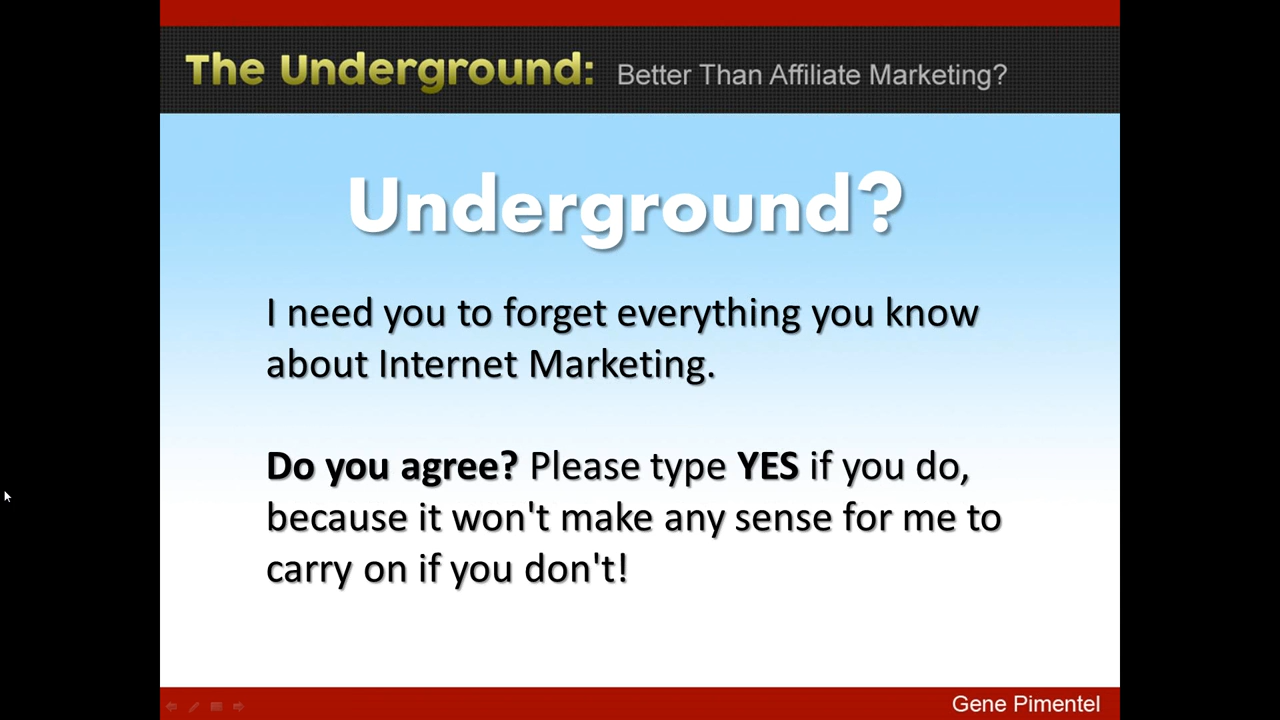 The Underground: Better Than Affiliate Marketing?
Underground?
I need you to forget everything you know
about Internet Marketing.
Do you agree? Please type YES if you do,
because it won't make any sense for me to
carry on if you don't!
Gene Pimentel